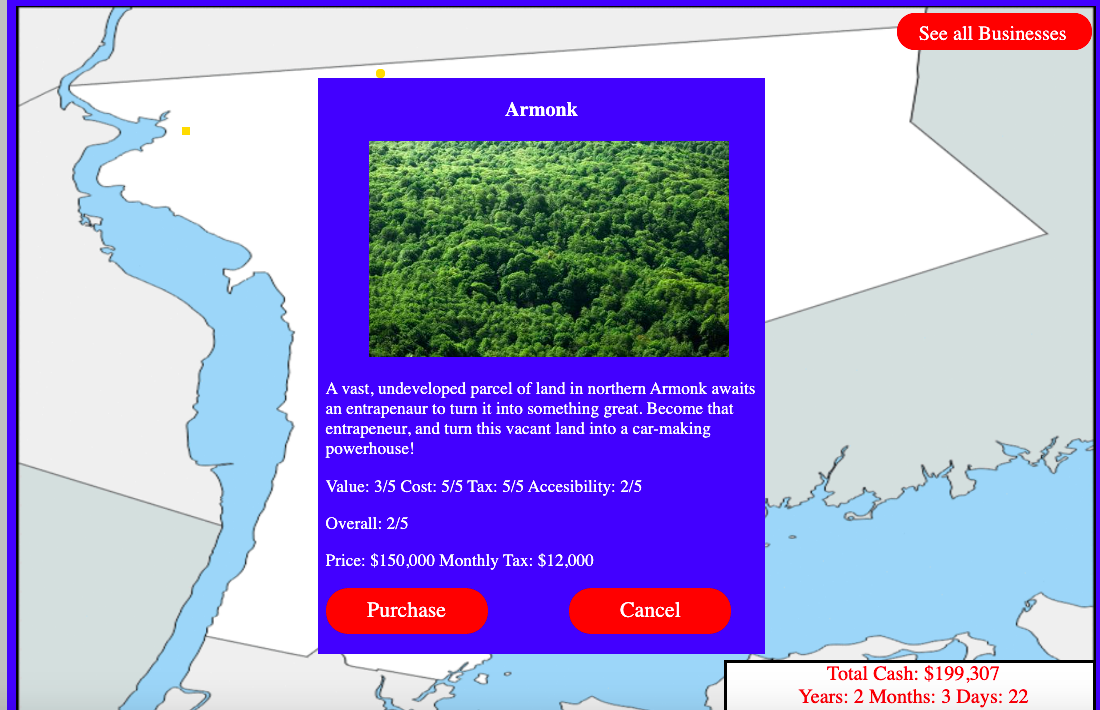 See all Businesses
Armonk
A vast, undeveloped parcel of land in northern Armonk awaits
an entrapenaur to turn it into something great. Become that
entrapeneur, and turn this vacant land into a car-making
powerhouse!
Value: 3/5 Cost: 5/5 Tax: 5/5 Accesibility: 2/5
Overall: 2/5
Price: $150,000 Monthly Tax: $12,000
Purchase
Cancel
Total Cash: $199,307
Years: 2 Months: 3 Days: 22